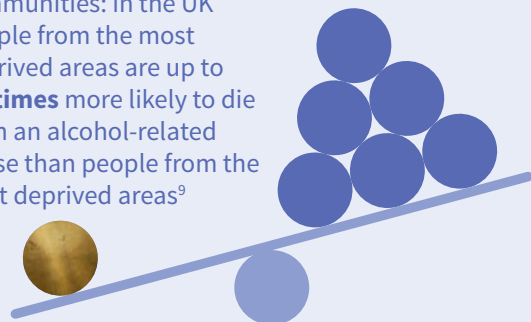 mmunities: in the UK
ple from the most
rived areas are up to
times more likely to die
an alcohol-related
se than people from the
t deprived areas⁹